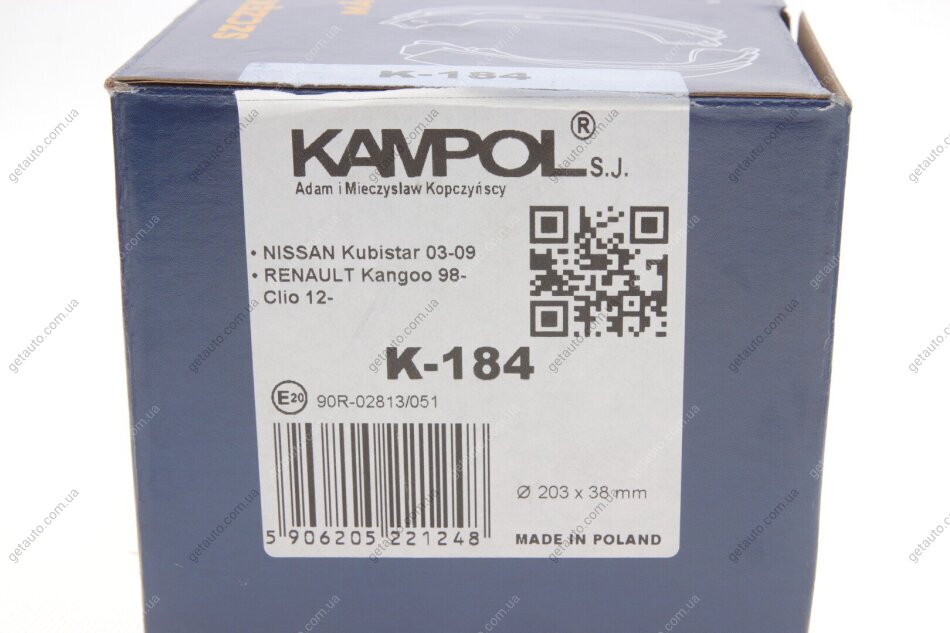 K-184
KAMPOL® S.J.
Adam i Mieczysław Kopczyńscy
• NISSAN Kubistar 03-09
• RENAULT Kangoo 98-
Clio 12-
K-184
E20 90R-02813/051
Ø 203 x 38 mm
5 906205 221248
MADE IN POLAND
getauto.com.ua